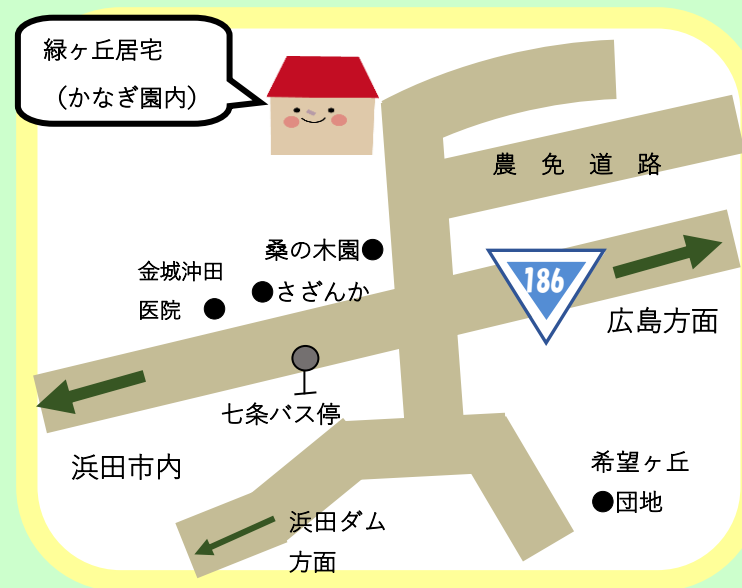 緑ヶ丘居宅
（かなぎ園内）
農　免　道　路
桑の木園●
金城沖田
医院　●
●さざんか
186
広島方面
七条バス停
浜田市内
希望ヶ丘
●団地
浜田ダム
方面